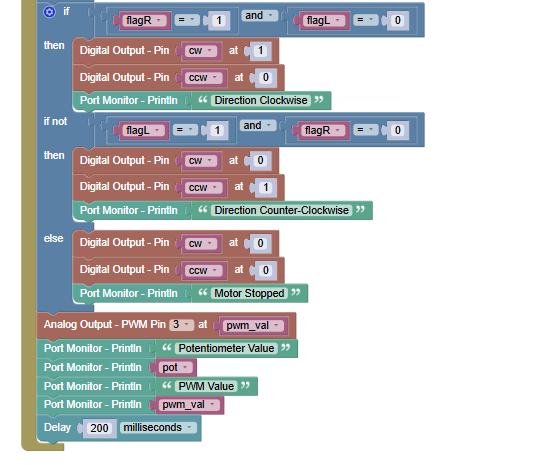 if flagR = 1 and flagL = 0
then Digital Output - Pin cw at 1
Digital Output - Pin ccw at 0
Port Monitor - Println “ Direction Clockwise ”
if not flagL = 1 and flagR = 0
then Digital Output - Pin cw at 0
Digital Output - Pin ccw at 1
Port Monitor - Println “ Direction Counter-Clockwise ”
else Digital Output - Pin cw at 0
Digital Output - Pin ccw at 0
Port Monitor - Println “ Motor Stopped ”
Analog Output - PWM Pin 3 at pwm_val
Port Monitor - Println “ Potentiometer Value ”
Port Monitor - Println pot
Port Monitor - Println “ PWM Value ”
Port Monitor - Println pwm_val
Delay 200 milliseconds